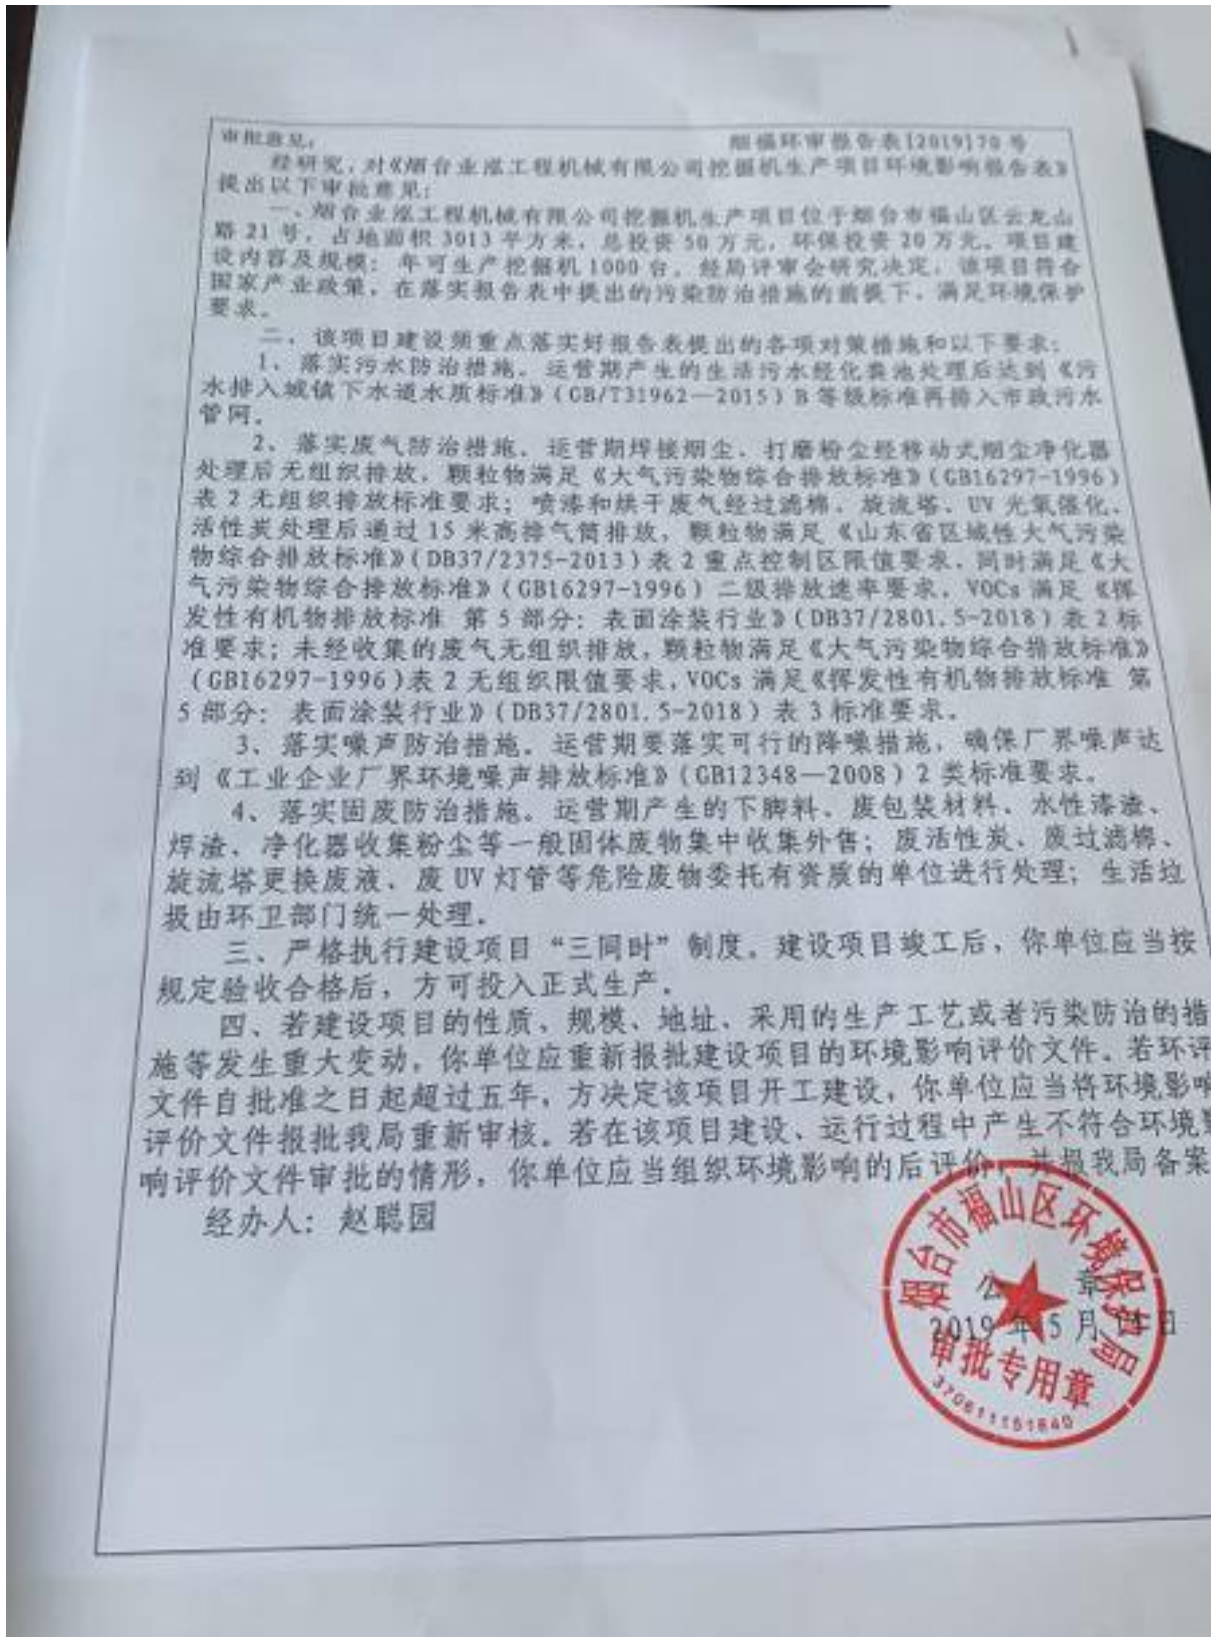 审批意见: 烟福环审报告表[2019]70号
经研究,对《烟台业泓工程机械有限公司挖掘机生产项目环境影响报告表》
提出以下审批意见:
一、烟台业泓工程机械有限公司挖掘机生产项目位于烟台市福山区云龙山
路21号,占地面积3013平方米,总投资50万元,环保投资20万元。项目建
设内容及规模:年可生产挖掘机1000台。经局评审会研究决定,该项目符合
国家产业政策,在落实报告表中提出的污染防治措施的前提下,满足环境保护
要求。
二、该项目建设须重点落实好报告表提出的各项对策措施和以下要求:
1、落实污水防治措施。运营期产生的生活污水经化粪池处理后达到《污
水排入城镇下水道水质标准》(GB/T31962—2015)B等级标准再排入市政污水
管网。
2、落实废气防治措施。运营期焊接烟尘、打磨粉尘经移动式烟尘净化器
处理后无组织排放,颗粒物满足《大气污染物综合排放标准》(GB16297-1996)
表2无组织排放标准要求;喷漆和烘干废气经过滤棉、旋流塔、UV光氧催化、
活性炭处理后通过15米高排气筒排放,颗粒物满足《山东省区域性大气污染
物综合排放标准》(DB37/2375-2013)表2重点控制区限值要求,同时满足《大
气污染物综合排放标准》(GB16297-1996)二级排放速率要求,VOCs满足《挥
发性有机物排放标准 第5部分:表面涂装行业》(DB37/2801.5-2018)表2标
准要求;未经收集的废气无组织排放,颗粒物满足《大气污染物综合排放标准》
(GB16297-1996)表2无组织限值要求,VOCs满足《挥发性有机物排放标准 第
5部分:表面涂装行业》(DB37/2801.5-2018)表3标准要求。
3、落实噪声防治措施。运营期要落实可行的降噪措施,确保厂界噪声达
到《工业企业厂界环境噪声排放标准》(GB12348—2008)2类标准要求。
4、落实固废防治措施。运营期产生的下脚料、废包装材料、水性漆渣、
焊渣、净化器收集粉尘等一般固体废物集中收集外售;废活性炭、废过滤棉、
旋流塔更换废液、废UV灯管等危险废物委托有资质的单位进行处理;生活垃
圾由环卫部门统一处理。
三、严格执行建设项目“三同时”制度。建设项目竣工后,你单位应当按
规定验收合格后,方可投入正式生产。
四、若建设项目的性质、规模、地址、采用的生产工艺或者污染防治的措
施等发生重大变动,你单位应重新报批建设项目的环境影响评价文件。若环评
文件自批准之日起超过五年,方决定该项目开工建设,你单位应当将环境影响
评价文件报批我局重新审核。若在该项目建设、运行过程中产生不符合环境影
响评价文件审批的情形,你单位应当组织环境影响的后评价,并报我局备案
经办人:赵聪园
烟台市福山区环境保护局
公 章
2019年5月 日
审批专用章
370611151640